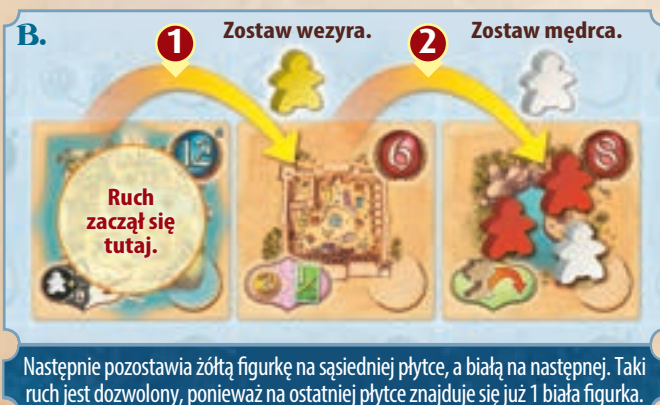 B.
1 Zostaw wezyra. 2 Zostaw mędrca.
12 6 8
Ruch
zaczął się
tutaj.
Następnie pozostawia żółtą figurkę na sąsiedniej płytce, a białą na następnej. Taki
ruch jest dozwolony, ponieważ na ostatniej płytce znajduje się już 1 biała figurka.